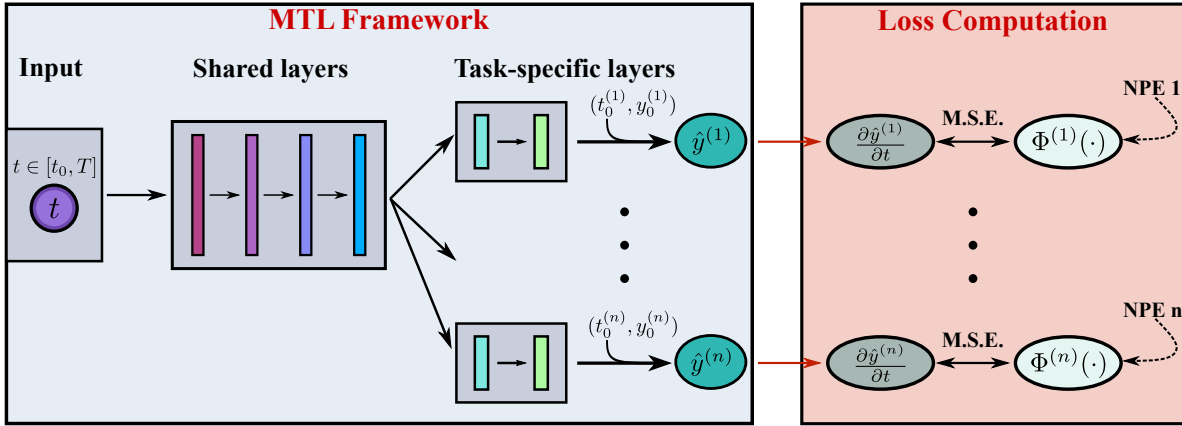 MTL Framework
Loss Computation
Input
Shared layers
Task-specific layers
t ∈ [t₀, T]
t
(t₀⁽¹⁾, y₀⁽¹⁾)
ŷ⁽¹⁾
∂ŷ⁽¹⁾/∂t
M.S.E.
Φ⁽¹⁾(·)
NPE 1
(t₀⁽ⁿ⁾, y₀⁽ⁿ⁾)
ŷ⁽ⁿ⁾
∂ŷ⁽ⁿ⁾/∂t
M.S.E.
Φ⁽ⁿ⁾(·)
NPE n